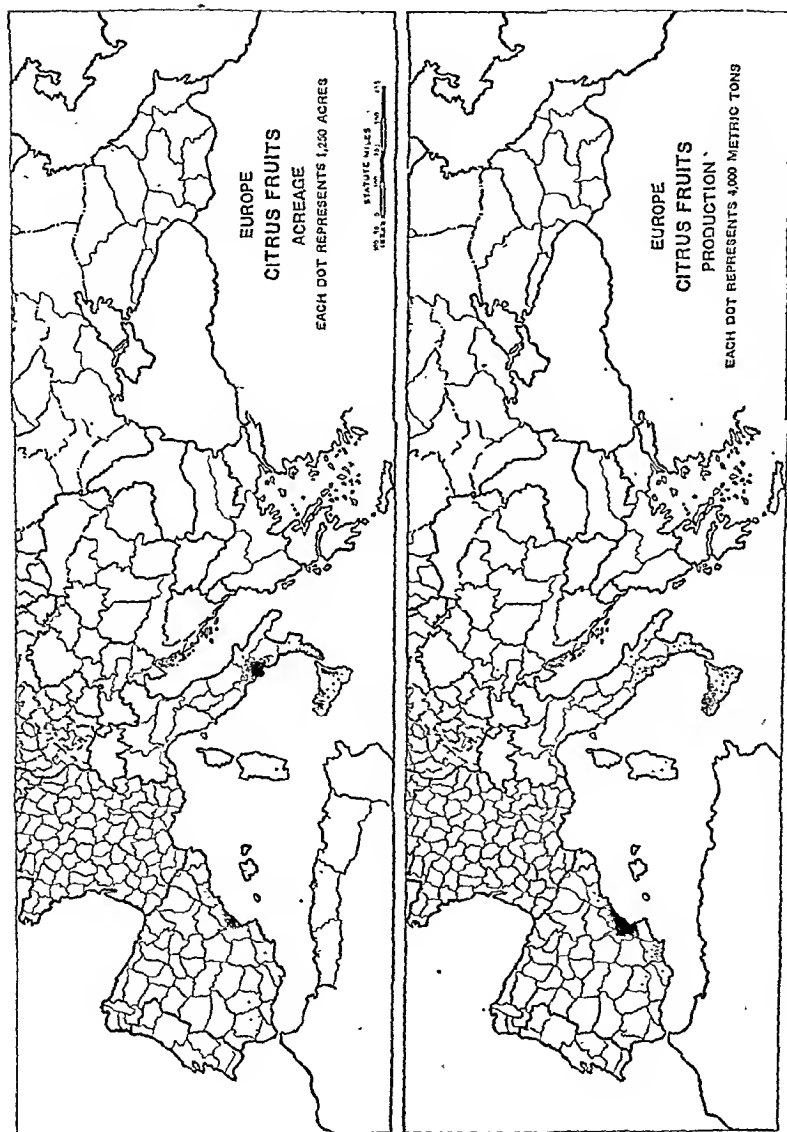 EUROPE
CITRUS FRUITS
ACREAGE
EACH DOT REPRESENTS 1,250 ACRES
STATUTE MILES
EUROPE
CITRUS FRUITS
PRODUCTION
EACH DOT REPRESENTS 4,000 METRIC TONS